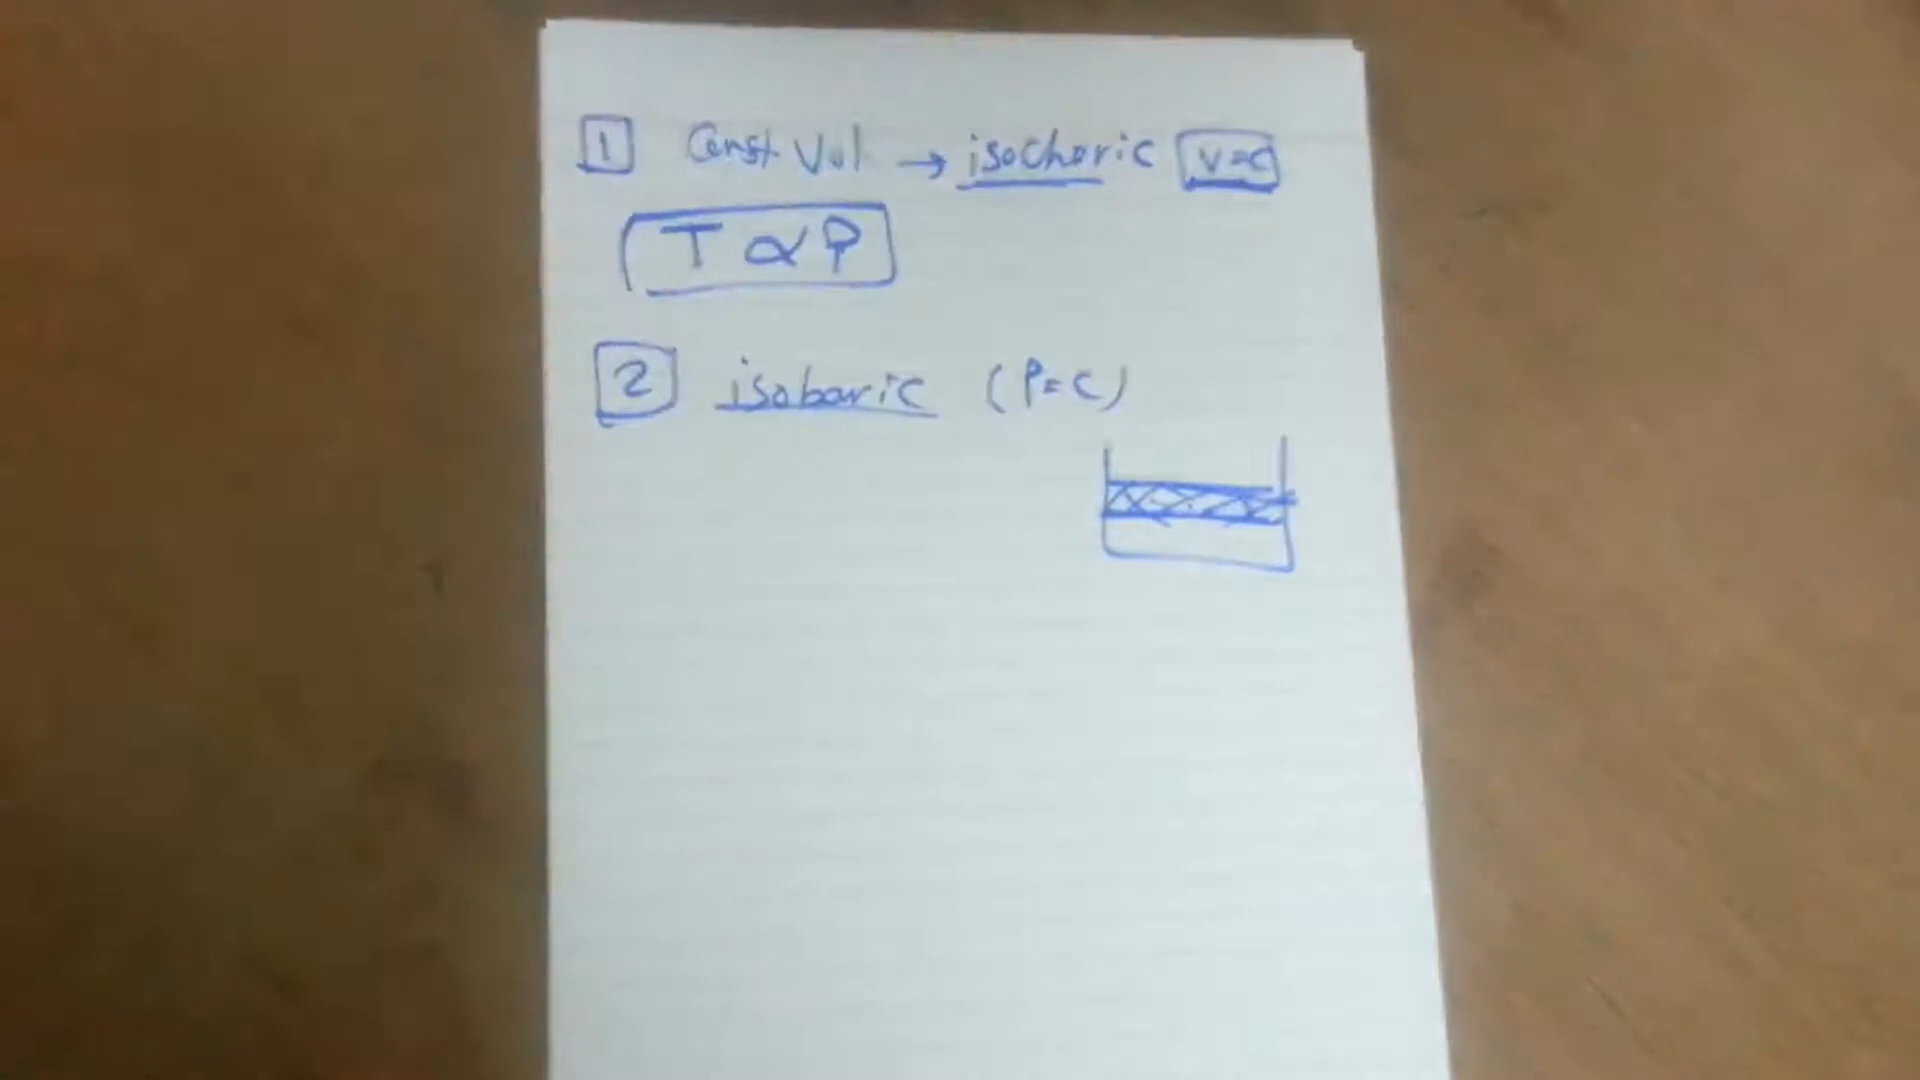 1 Const Vol → isochoric V=C
T ∝ P
2 isobaric (P=C)